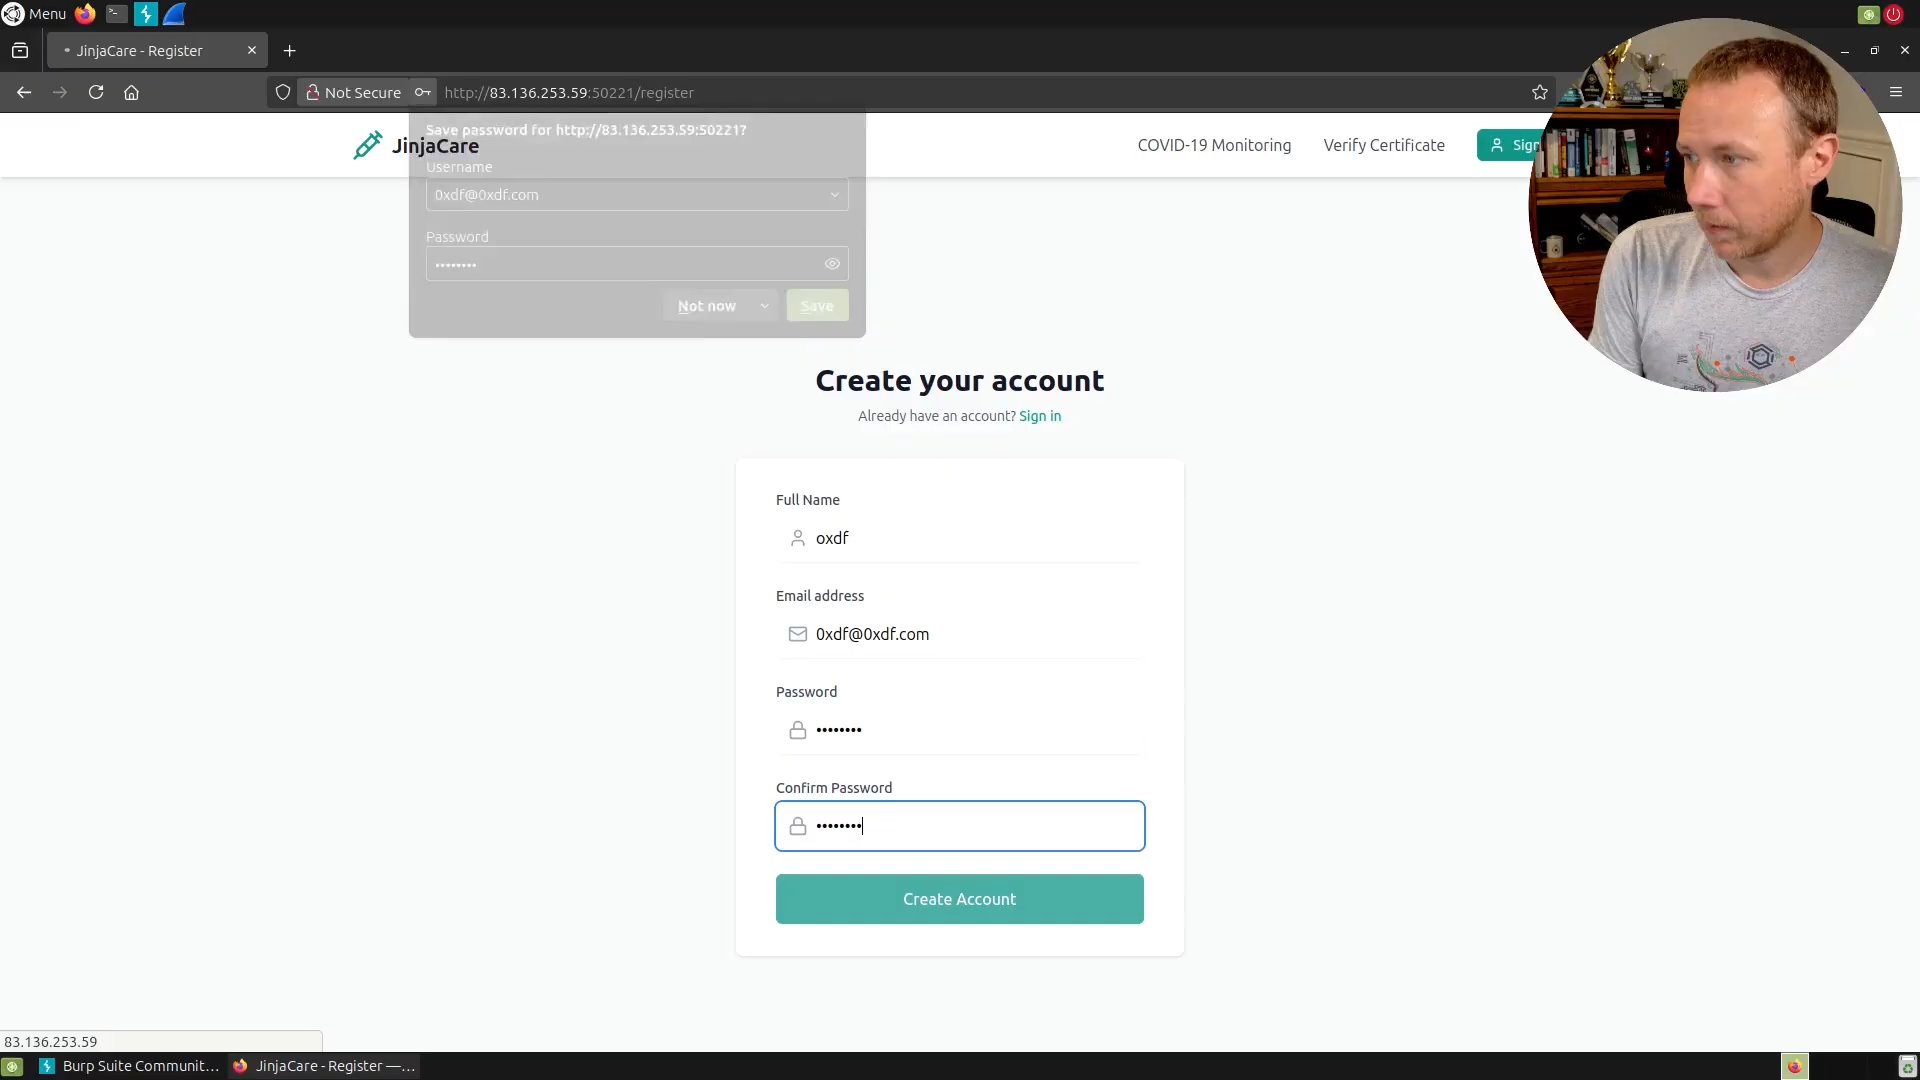 Menu
JinjaCare - Register
Not Secure
http://83.136.253.59:50221/register
Save password for http://83.136.253.59:50221?
JinjaCare
COVID-19 Monitoring
Verify Certificate
Sign
Username
0xdf@0xdf.com
Password
••••••••
Not now
Save
Create your account
Already have an account? Sign in
Full Name
oxdf
Email address
0xdf@0xdf.com
Password
••••••••
Confirm Password
••••••••
Create Account
83.136.253.59
Burp Suite Communit...
JinjaCare - Register —...